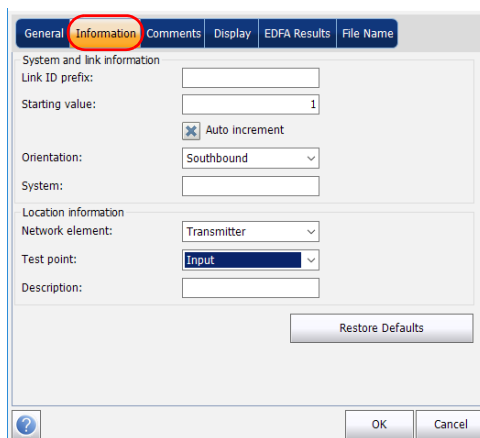 General Information Comments Display EDFA Results File Name
System and link information
Link ID prefix:
Starting value: 1
Auto increment
Orientation: Southbound
System:
Location information
Network element: Transmitter
Test point: Input
Description:
Restore Defaults
? OK Cancel